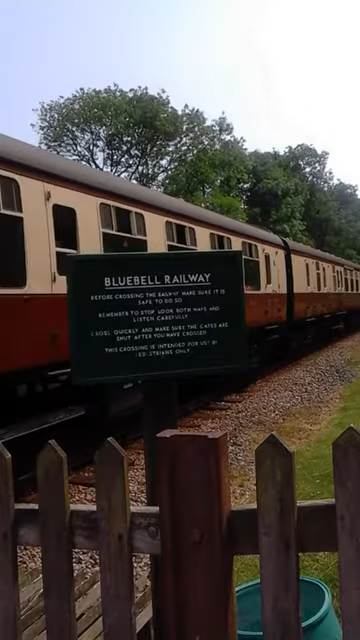 BLUEBELL RAILWAY
BEFORE CROSSING THE RAILWAY MAKE SURE IT IS
SAFE TO DO SO.
REMEMBER TO STOP LOOK BOTH WAYS AND
LISTEN CAREFULLY.
CROSS QUICKLY AND MAKE SURE THE GATES ARE
SHUT AFTER YOU HAVE CROSSED.
THIS CROSSING IS INTENDED FOR USE BY
PEDESTRIANS ONLY.